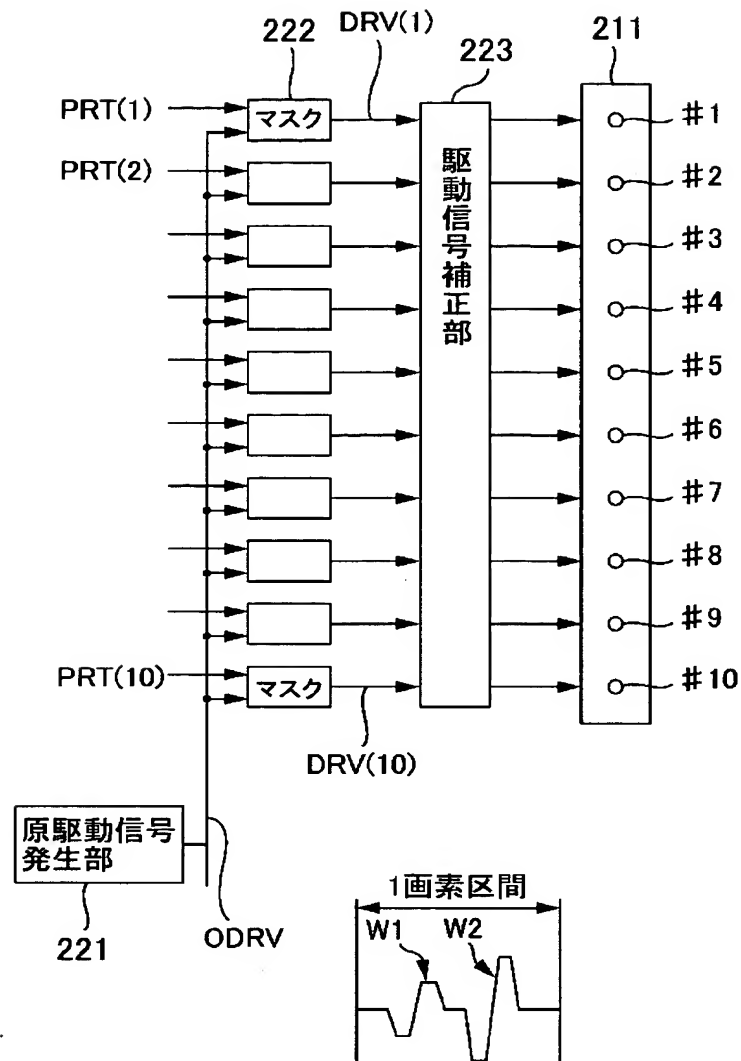 DRV(1)
222
223
211
PRT(1)
マスク
#1
PRT(2)
#2
#3
#4
#5
#6
#7
#8
#9
PRT(10)
マスク
#10
駆動信号補正部
DRV(10)
原駆動信号
発生部
221
ODRV
1画素区間
W1
W2